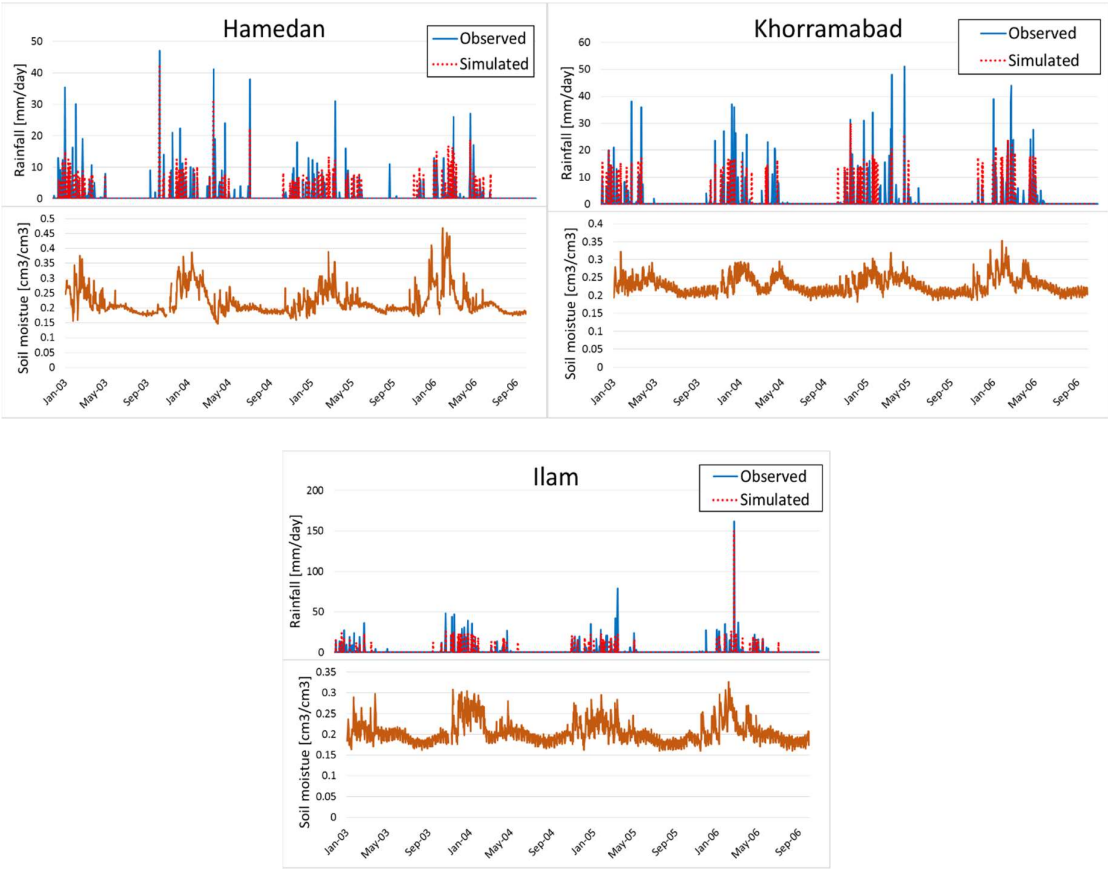 Hamedan
Observed
Simulated
Rainfall [mm/day]
50
40
30
20
10
0
Soil moistue [cm3/cm3]
0.5
0.45
0.4
0.35
0.3
0.25
0.2
0.15
0.1
0.05
0
Jan-03 May-03 Sep-03 Jan-04 May-04 Sep-04 Jan-05 May-05 Sep-05 Jan-06 May-06 Sep-06
Khorramabad
Observed
Simulated
Rainfall [mm/day]
60
50
40
30
20
10
0
Soil moistue [cm3/cm3]
0.4
0.35
0.3
0.25
0.2
0.15
0.1
0.05
0
Jan-03 May-03 Sep-03 Jan-04 May-04 Sep-04 Jan-05 May-05 Sep-05 Jan-06 May-06 Sep-06
Ilam
Observed
Simulated
Rainfall [mm/day]
200
150
100
50
0
Soil moistue [cm3/cm3]
0.35
0.3
0.25
0.2
0.15
0.1
0.05
0
Jan-03 May-03 Sep-03 Jan-04 May-04 Sep-04 Jan-05 May-05 Sep-05 Jan-06 May-06 Sep-06